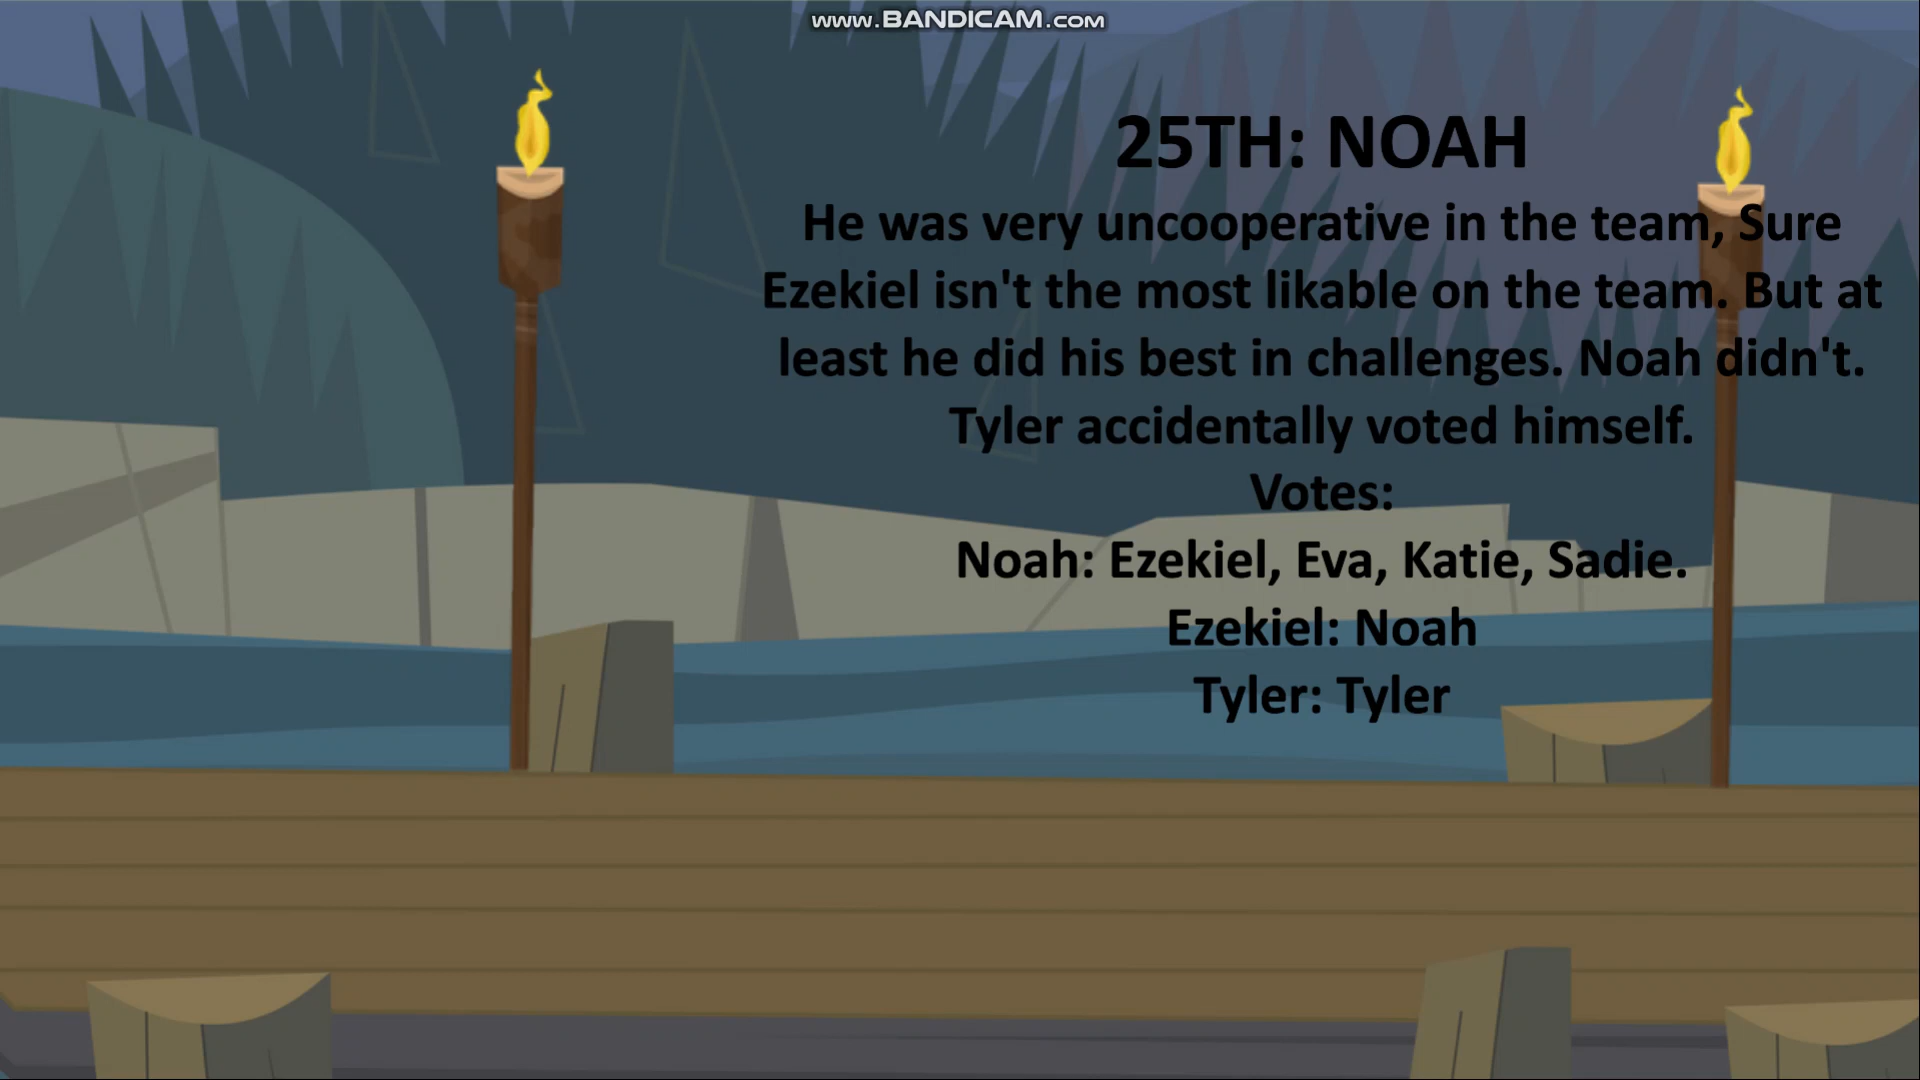 www.BANDICAM.com
25TH: NOAH
He was very uncooperative in the team, Sure
Ezekiel isn't the most likable on the team. But at
least he did his best in challenges. Noah didn't.
Tyler accidentally voted himself.
Votes:
Noah: Ezekiel, Eva, Katie, Sadie.
Ezekiel: Noah
Tyler: Tyler